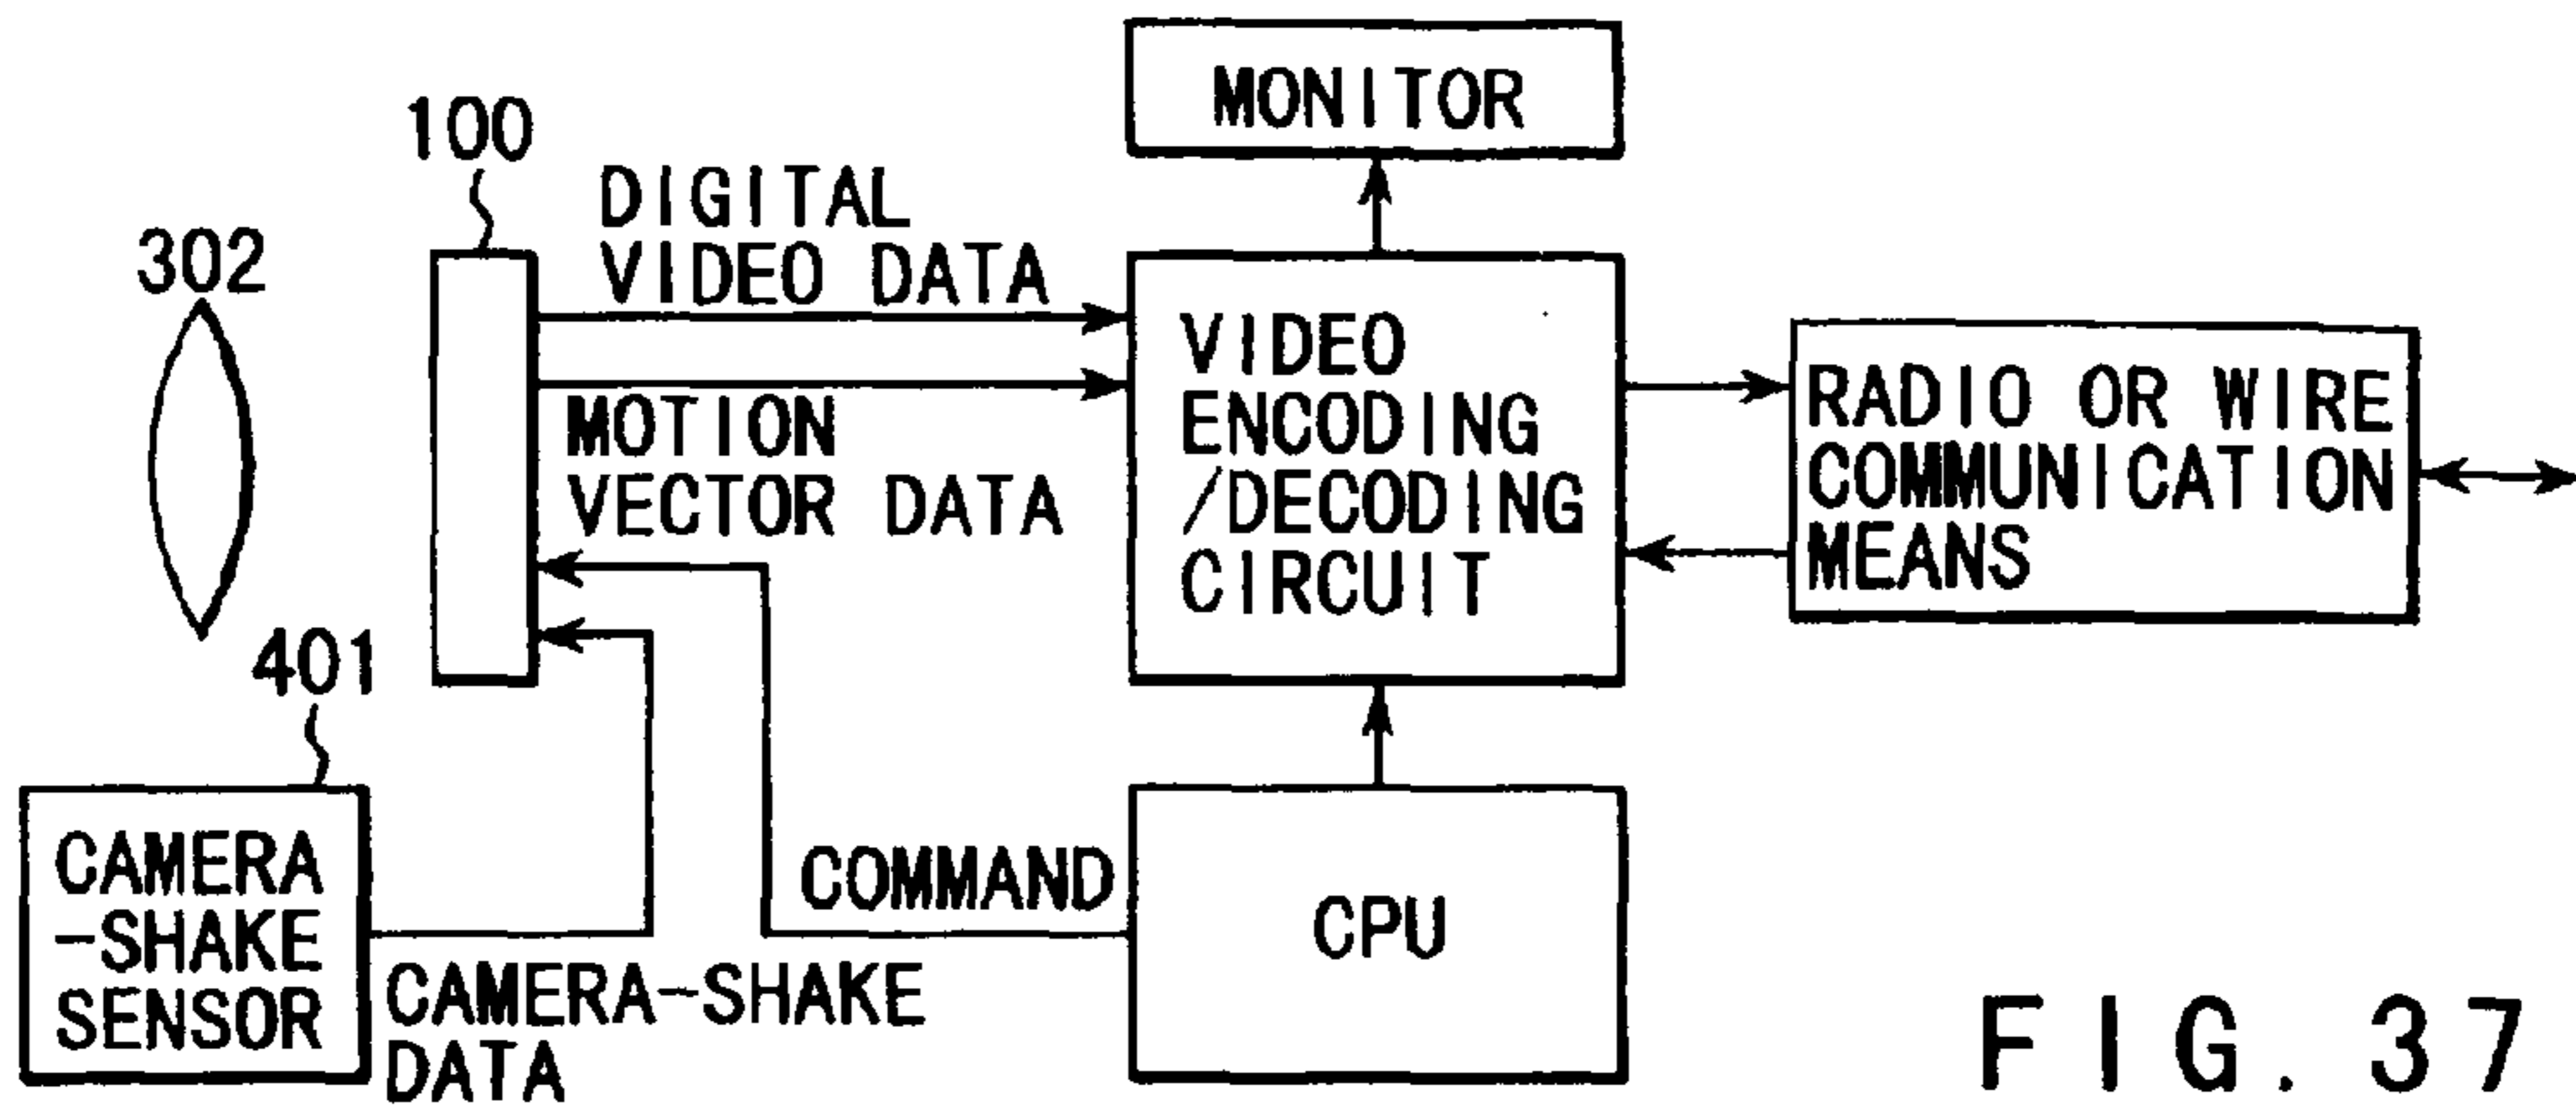 MONITOR
100
DIGITAL
VIDEO DATA
302
VIDEO
ENCODING
/DECODING
CIRCUIT
MOTION
VECTOR DATA
RADIO OR WIRE
COMMUNICATION
MEANS
401
CAMERA
-SHAKE
SENSOR
COMMAND
CPU
CAMERA-SHAKE
DATA
FIG. 37